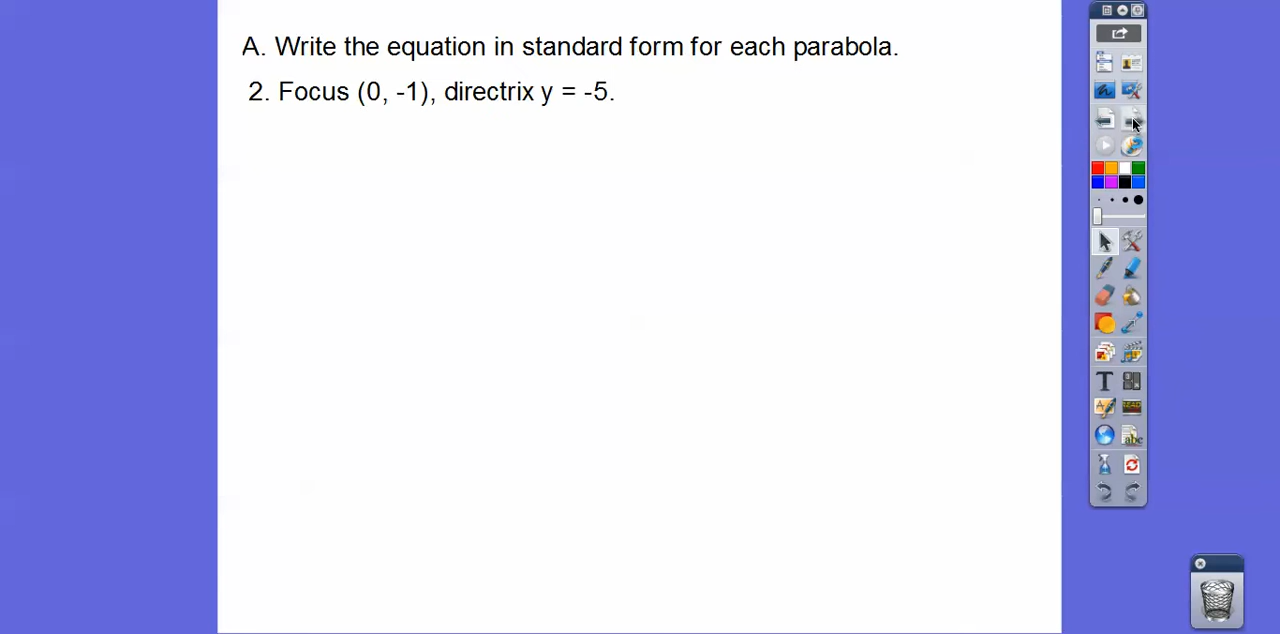 A. Write the equation in standard form for each parabola.
2. Focus (0, -1), directrix y = -5.